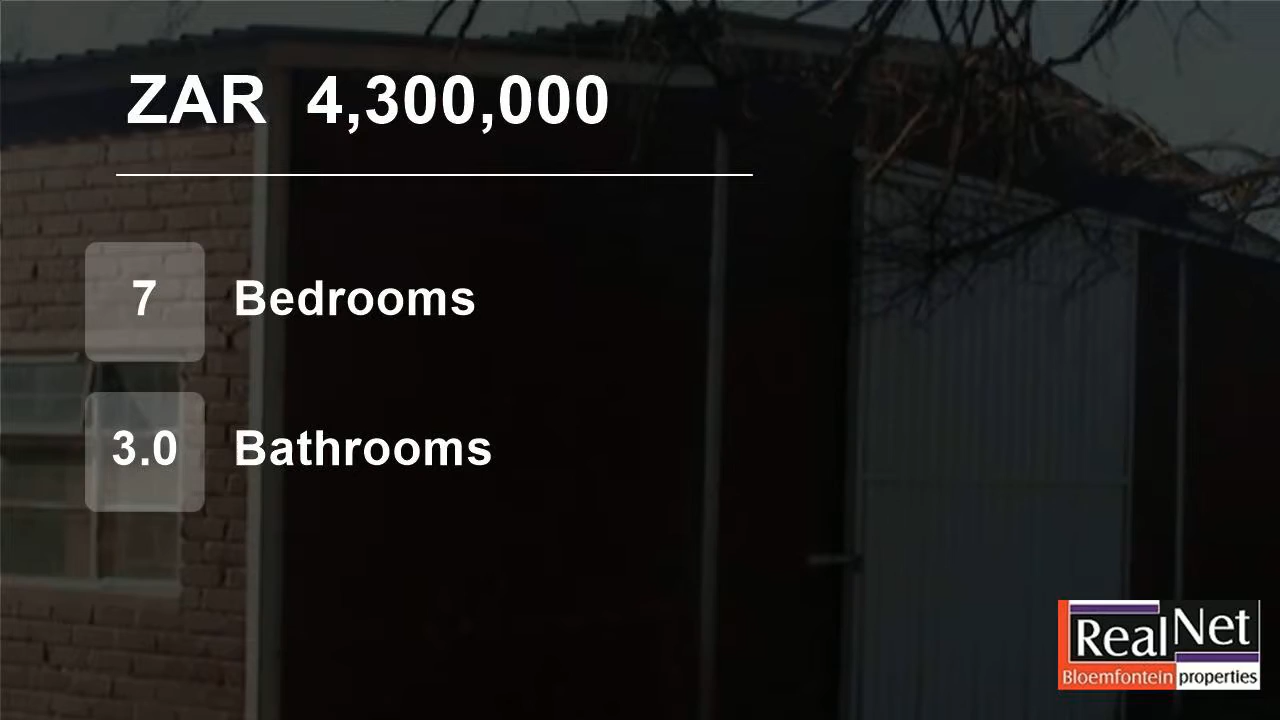 ZAR 4,300,000
7 Bedrooms
3.0 Bathrooms
RealNet
Bloemfontein properties